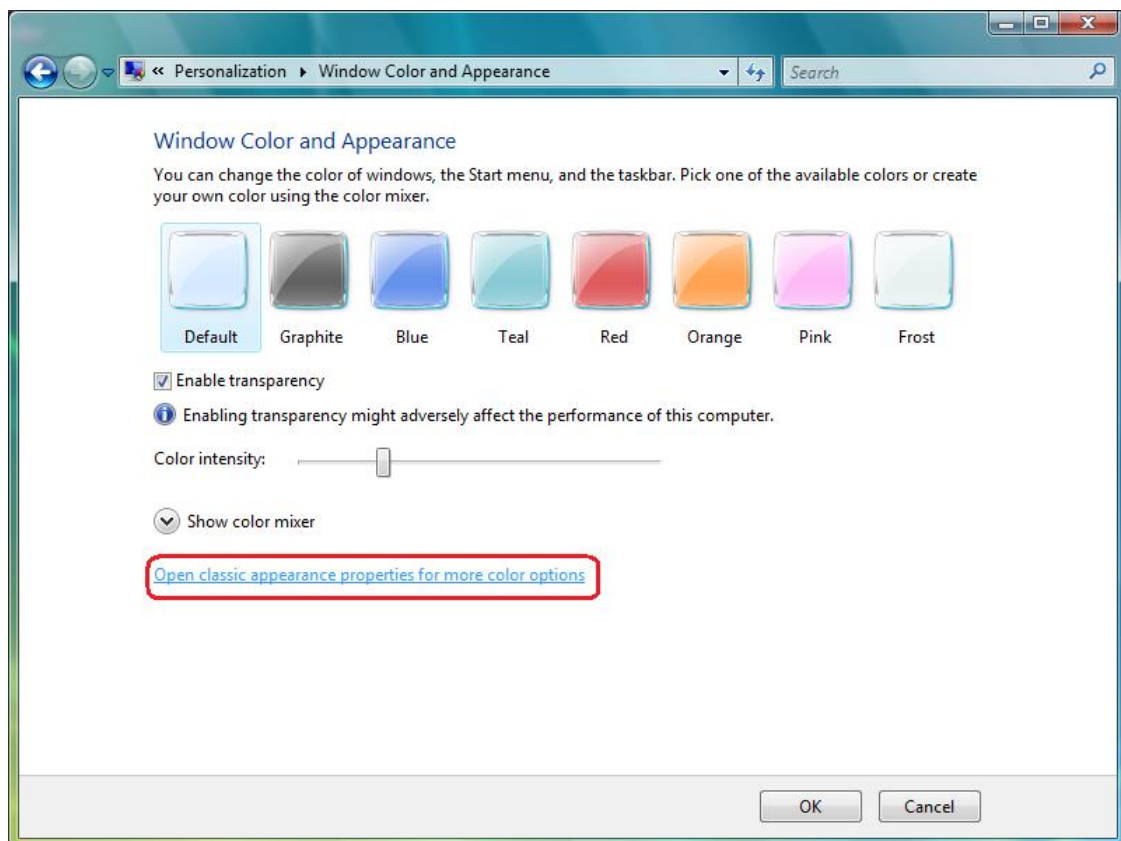 « Personalization ▸ Window Color and Appearance
Search
Window Color and Appearance
You can change the color of windows, the Start menu, and the taskbar. Pick one of the available colors or create
your own color using the color mixer.
Default Graphite Blue Teal Red Orange Pink Frost
Enable transparency
Enabling transparency might adversely affect the performance of this computer.
Color intensity:
Show color mixer
Open classic appearance properties for more color options
OK Cancel